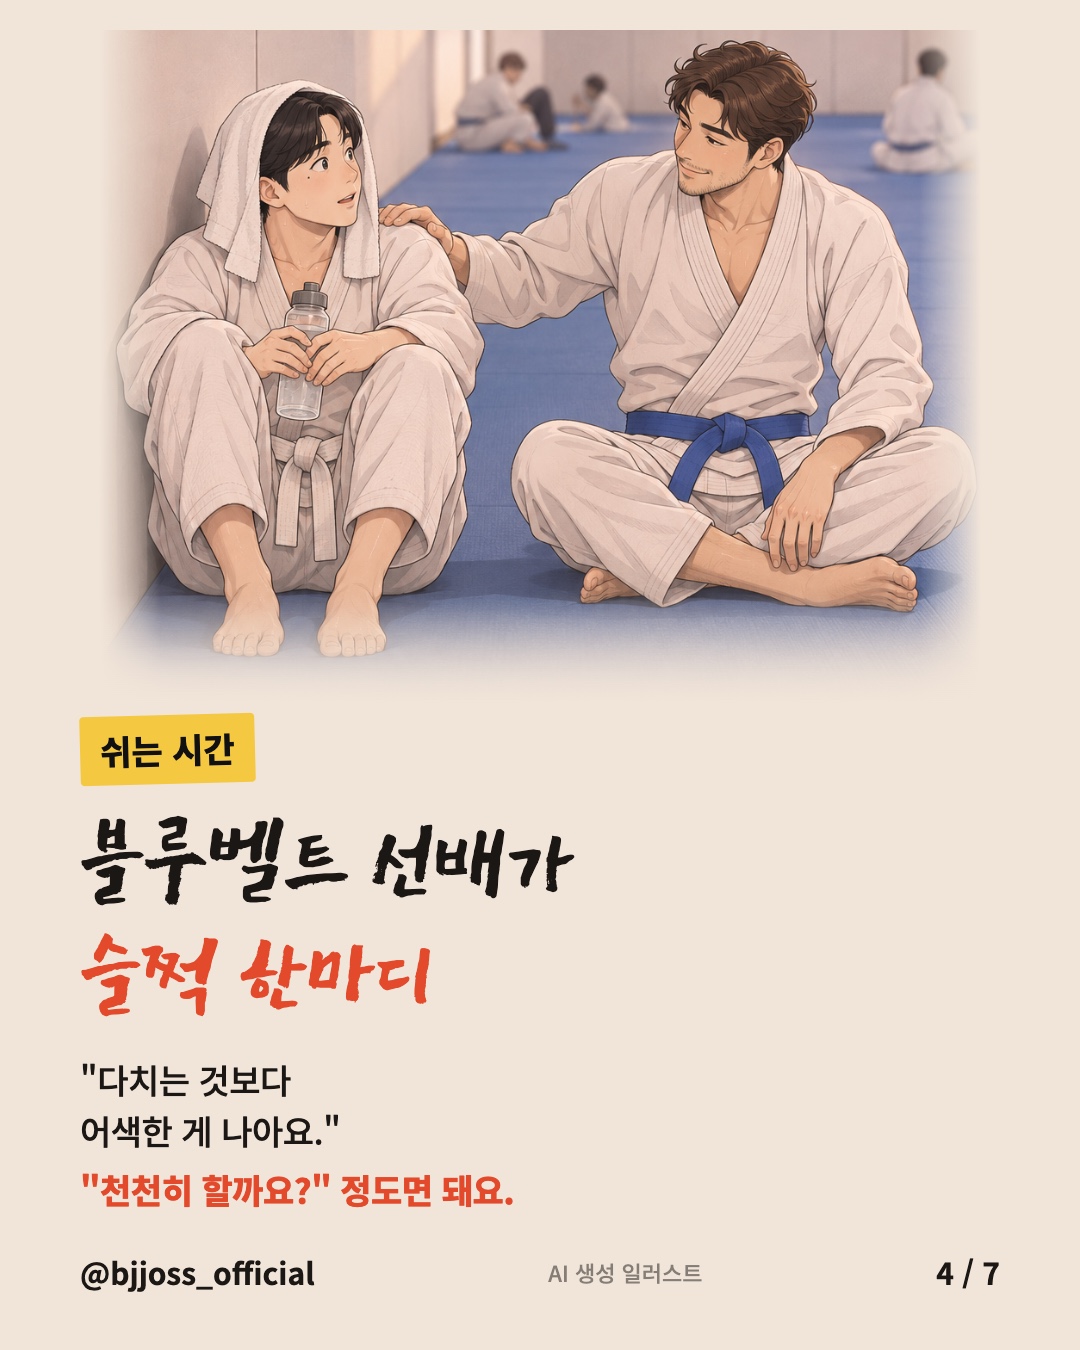 쉬는 시간
블루벨트 선배가
슬쩍 한마디
"다치는 것보다
어색한 게 나아요."
"천천히 할까요?" 정도면 돼요.
@bjjoss_official
AI 생성 일러스트
4 / 7